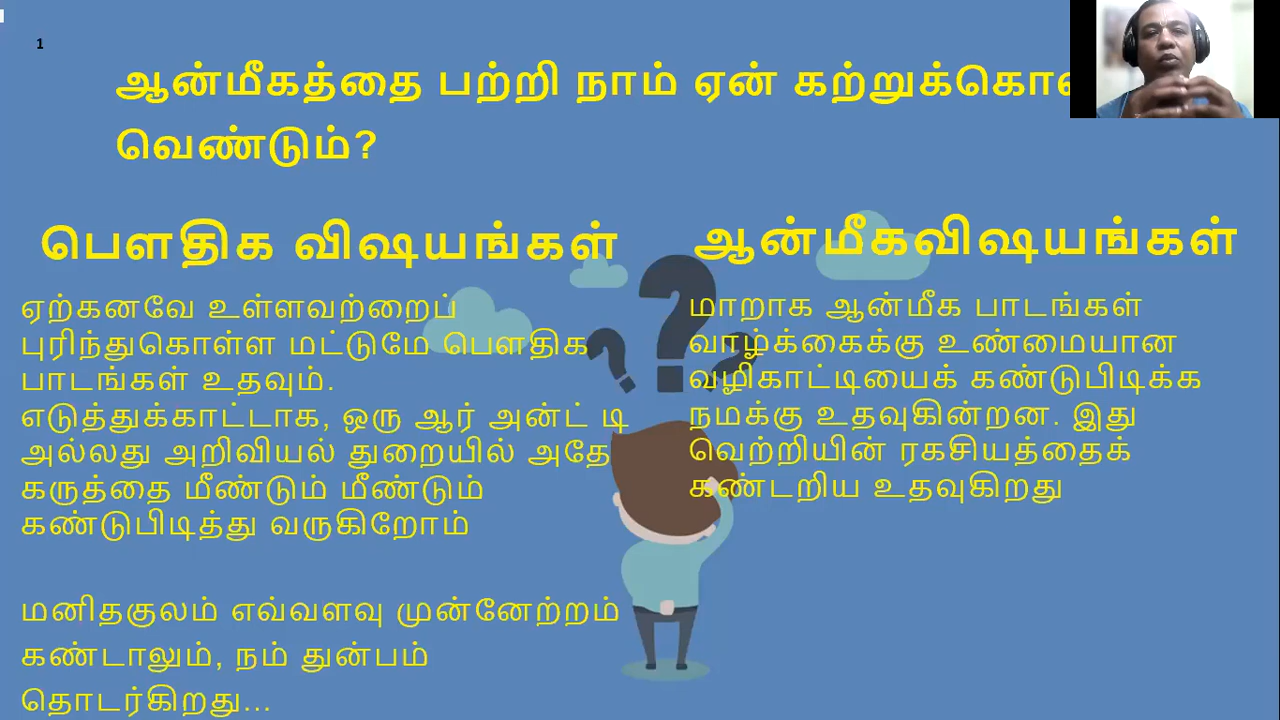 1
ஆன்மீகத்தை பற்றி நாம் ஏன்
வெண்டும்?
பௌதிக விஷயங்கள்
ஏற்கனவே உள்ளவற்றைப்
புரிந்துகொள்ள மட்டுமே பௌதிக
பாடங்கள் உதவும்.
எடுத்துக்காட்டாக, ஒரு ஆர் அன்ட் டி
அல்லது அறிவியல் துறையில் அதே
கருத்தை மீண்டும் மீண்டும்
கண்டுபிடித்து வருகிறோம்
மனிதகுலம் எவ்வளவு முன்னேற்றம்
கண்டாலும், நம் துன்பம்
தொடர்கிறது...
ஆன்மீகவிஷயங்கள்
மாறாக ஆன்மீக பாடங்கள்
வாழ்க்கைக்கு உண்மையான
வழிகாட்டியைக் கண்டுபிடிக்க
நமக்கு உதவுகின்றன. இது
வெற்றியின் ரகசியத்தைக்
கண்டறிய உதவுகிறது